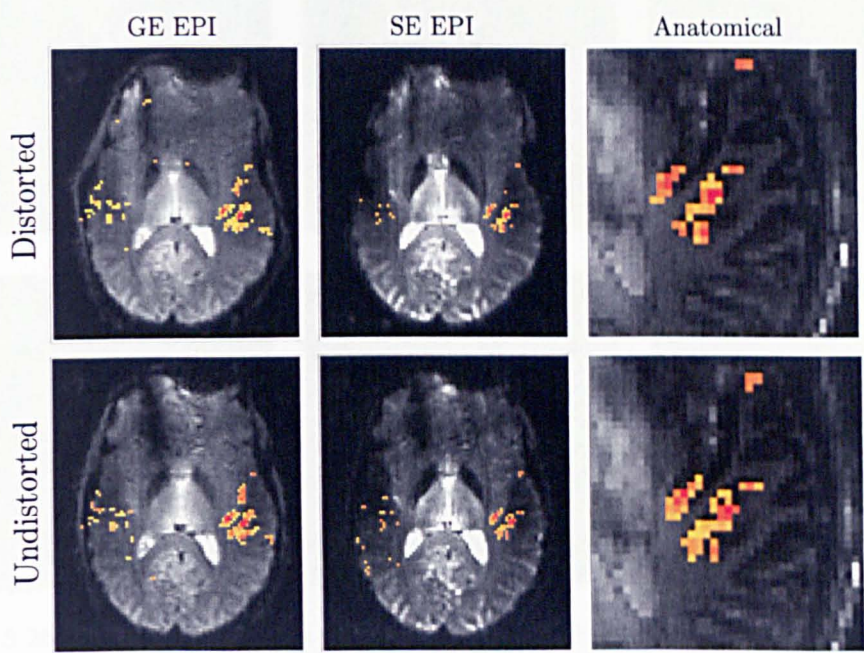 GE EPI
SE EPI
Anatomical
Distorted
Undistorted